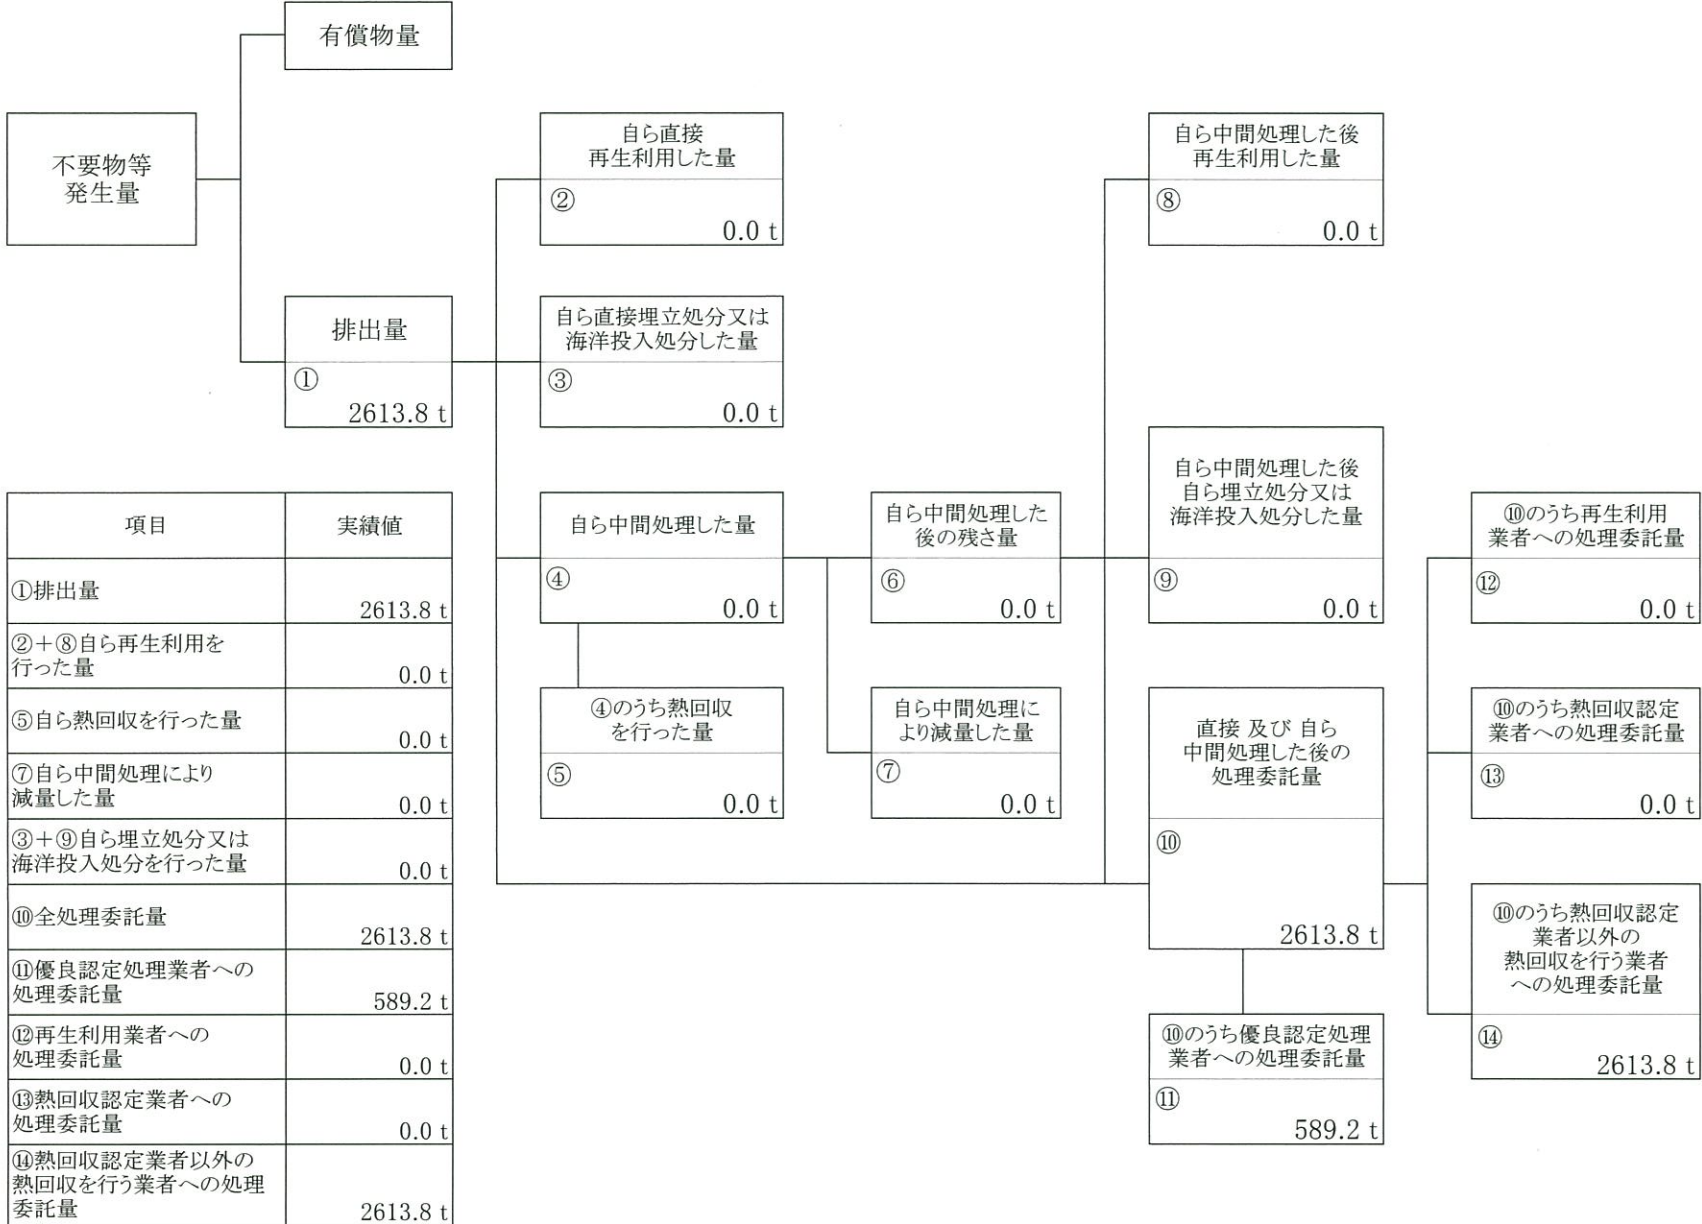 有償物量
不要物等
発生量
排出量
①
2613.8 t
自ら直接
再生利用した量
②
0.0 t
自ら直接埋立処分又は
海洋投入処分した量
③
0.0 t
自ら中間処理した量
④
0.0 t
④のうち熱回収
を行った量
⑤
0.0 t
自ら中間処理した
後の残さ量
⑥
0.0 t
自ら中間処理に
より減量した量
⑦
0.0 t
自ら中間処理した後
再生利用した量
⑧
0.0 t
自ら中間処理した後
自ら埋立処分又は
海洋投入処分した量
⑨
0.0 t
直接 及び 自ら
中間処理した後の
処理委託量
⑩
2613.8 t
⑩のうち優良認定処理
業者への処理委託量
⑪
589.2 t
⑩のうち再生利用
業者への処理委託量
⑫
0.0 t
⑩のうち熱回収認定
業者への処理委託量
⑬
0.0 t
⑩のうち熱回収認定
業者以外の
熱回収を行う業者
への処理委託量
⑭
2613.8 t
項目 実績値
①排出量
2613.8 t
②+⑧自ら再生利用を
行った量
0.0 t
⑤自ら熱回収を行った量
0.0 t
⑦自ら中間処理により
減量した量
0.0 t
③+⑨自ら埋立処分又は
海洋投入処分を行った量
0.0 t
⑩全処理委託量
2613.8 t
⑪優良認定処理業者への
処理委託量
589.2 t
⑫再生利用業者への
処理委託量
0.0 t
⑬熱回収認定業者への
処理委託量
0.0 t
⑭熱回収認定業者以外の
熱回収を行う業者への処理
委託量
2613.8 t